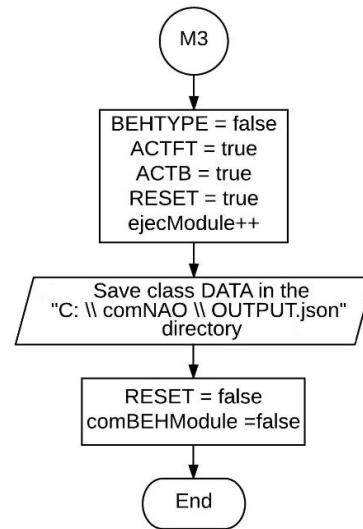 M3
BEHTYPE = false
ACTFT = true
ACTB = true
RESET = true
ejecModule++
Save class DATA in the
"C: \\ comNAO \\ OUTPUT.json"
directory
RESET = false
comBEHModule =false
End